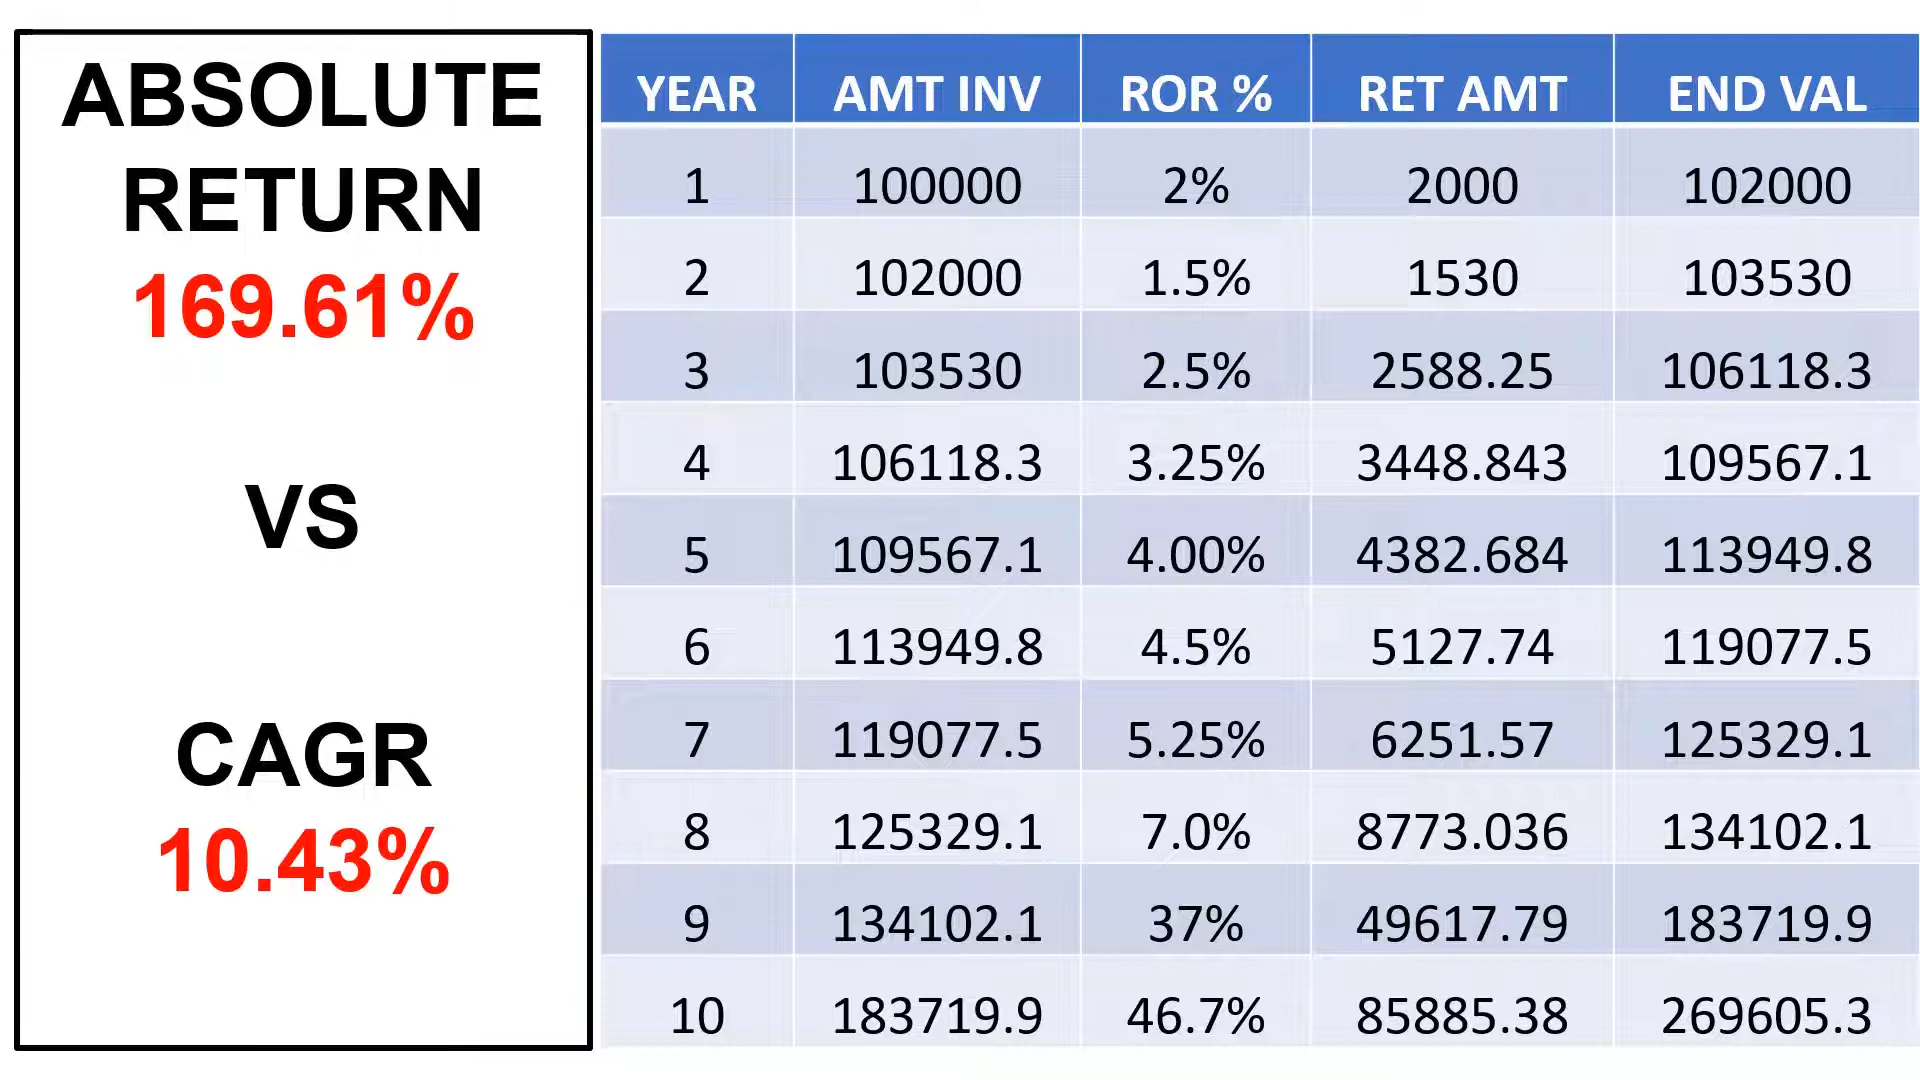 ABSOLUTE
RETURN
169.61%
VS
CAGR
10.43%
YEAR AMT INV ROR % RET AMT END VAL
1 100000 2% 2000 102000
2 102000 1.5% 1530 103530
3 103530 2.5% 2588.25 106118.3
4 106118.3 3.25% 3448.843 109567.1
5 109567.1 4.00% 4382.684 113949.8
6 113949.8 4.5% 5127.74 119077.5
7 119077.5 5.25% 6251.57 125329.1
8 125329.1 7.0% 8773.036 134102.1
9 134102.1 37% 49617.79 183719.9
10 183719.9 46.7% 85885.38 269605.3